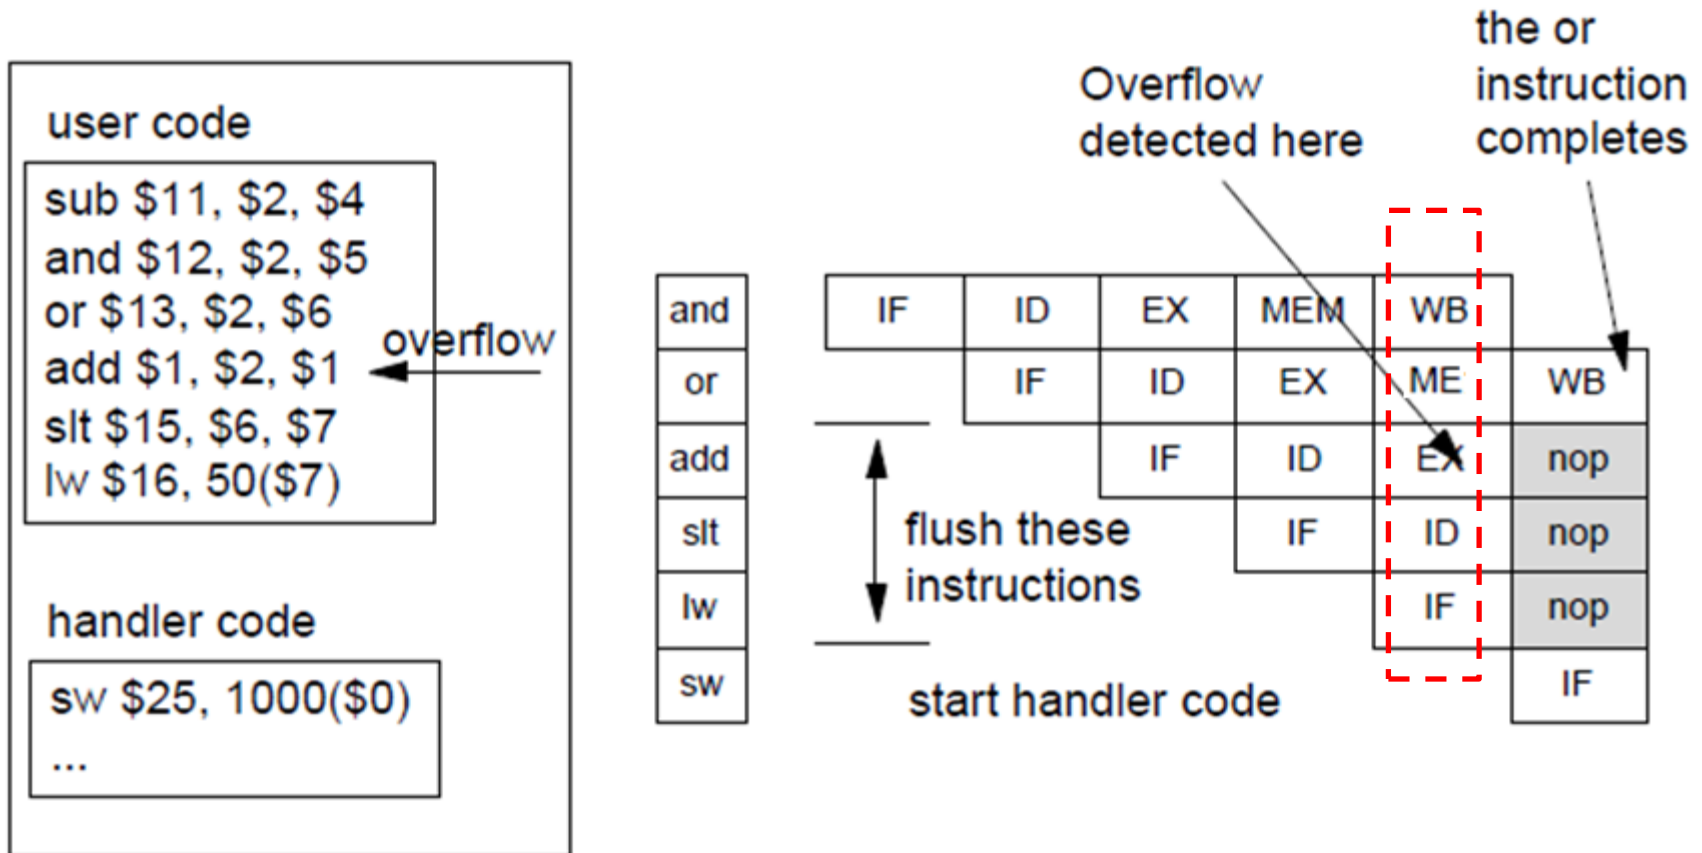 the or
instruction
completes
Overflow
detected here
user code
sub $11, $2, $4
and $12, $2, $5
or $13, $2, $6
add $1, $2, $1
overflow
slt $15, $6, $7
lw $16, 50($7)
handler code
sw $25, 1000($0)
...
and IF ID EX MEM WB
or IF ID EX ME WB
add IF ID EX nop
slt IF ID nop
lw IF nop
sw IF
flush these
instructions
start handler code